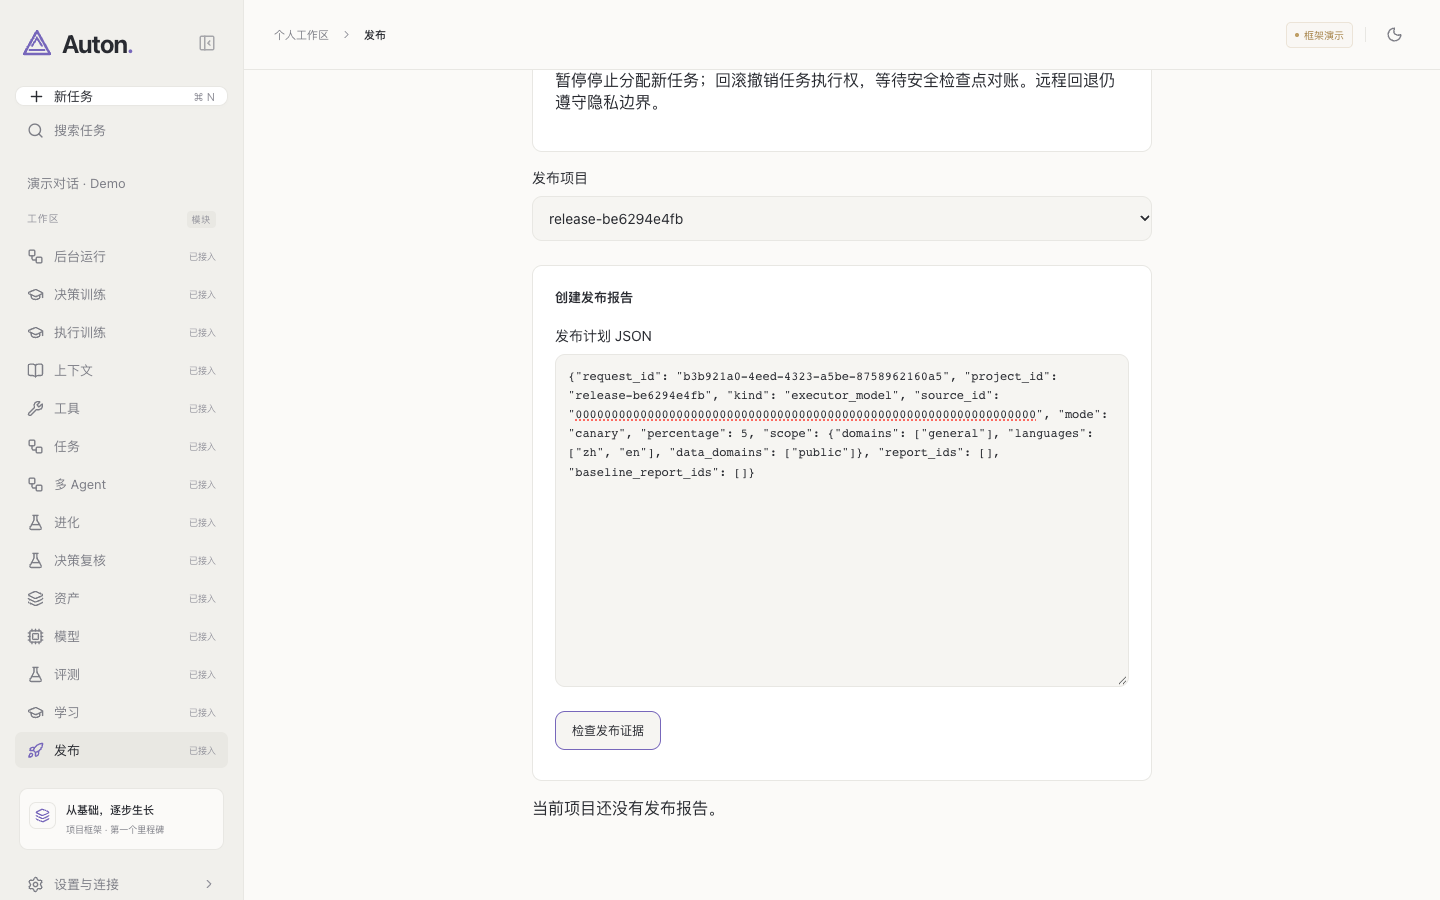 Auton.
新任务 ⌘ N
搜索任务
演示对话 · Demo
工作区 模块
后台运行 已接入
决策训练 已接入
执行训练 已接入
上下文 已接入
工具 已接入
任务 已接入
多 Agent 已接入
进化 已接入
决策复核 已接入
资产 已接入
模型 已接入
评测 已接入
学习 已接入
发布 已接入
从基础，逐步生长
项目框架 · 第一个里程碑
设置与连接
个人工作区 发布
框架演示
暂停停止分配新任务；回滚撤销任务执行权，等待安全检查点对账。远程回退仍
遵守隐私边界。
发布项目
release-be6294e4fb
创建发布报告
发布计划 JSON
{"request_id": "b3b921a0-4eed-4323-a5be-8758962160a5", "project_id":
"release-be6294e4fb", "kind": "executor_model", "source_id":
"0000000000000000000000000000000000000000000000000000000000000000", "mode":
"canary", "percentage": 5, "scope": {"domains": ["general"], "languages":
["zh", "en"], "data_domains": ["public"]}, "report_ids": [],
"baseline_report_ids": []}
检查发布证据
当前项目还没有发布报告。